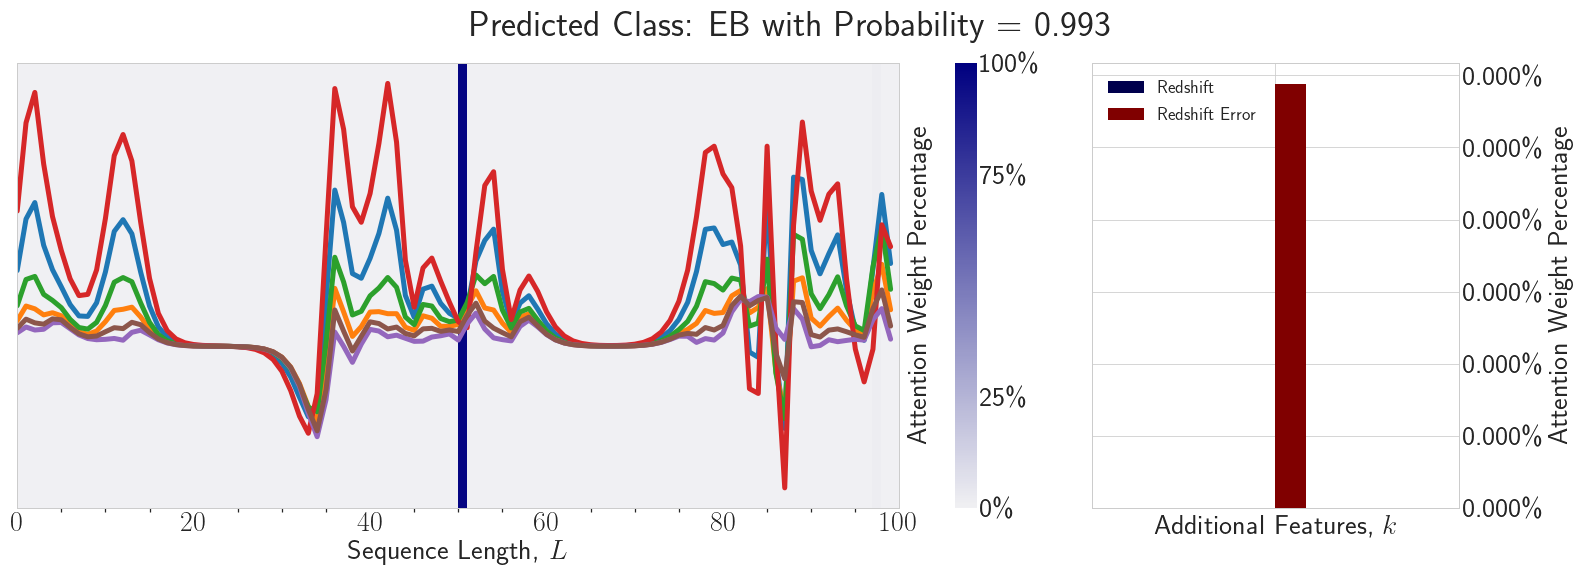 Predicted Class: EB with Probability = 0.993
0 20 40 60 80 100
Sequence Length, L
100%
75%
25%
0%
Attention Weight Percentage
Redshift
Redshift Error
0.000%
0.000%
0.000%
0.000%
0.000%
0.000%
0.000%
Attention Weight Percentage
Additional Features, k